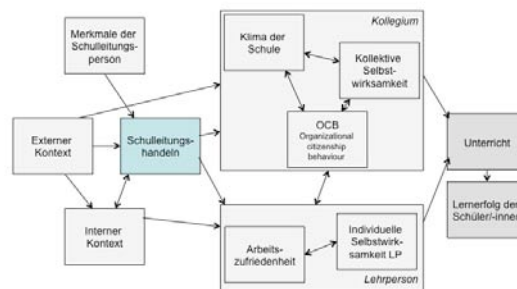 Kollegium
Merkmale der
Schulleitungs-
person
Klima der
Schule
Kollektive
Selbst-
wirksamkeit
OCB
Organizational
citizenship
behaviour
Externer
Kontext
Schulleitungs-
handeln
Unterricht
Lernerfolg der
Schüler/-innen
Interner
Kontext
Arbeits-
zufriedenheit
Individuelle
Selbstwirk-
samkeit LP
Lehrperson